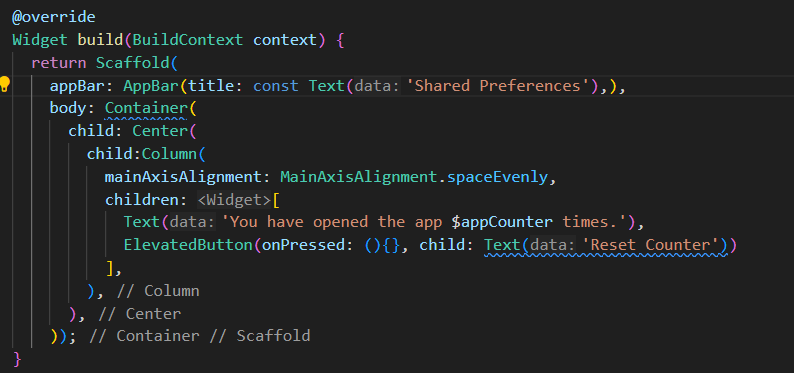 @override
Widget build(BuildContext context) {
  return Scaffold(
    appBar: AppBar(title: const Text(data: 'Shared Preferences'),),
    body: Container(
      child: Center(
        child:Column(
          mainAxisAlignment: MainAxisAlignment.spaceEvenly,
          children: <Widget>[
            Text(data: 'You have opened the app $appCounter times.'),
            ElevatedButton(onPressed: (){}, child: Text(data: 'Reset Counter'))
          ],
        ), // Column
      ), // Center
    )); // Container // Scaffold
}